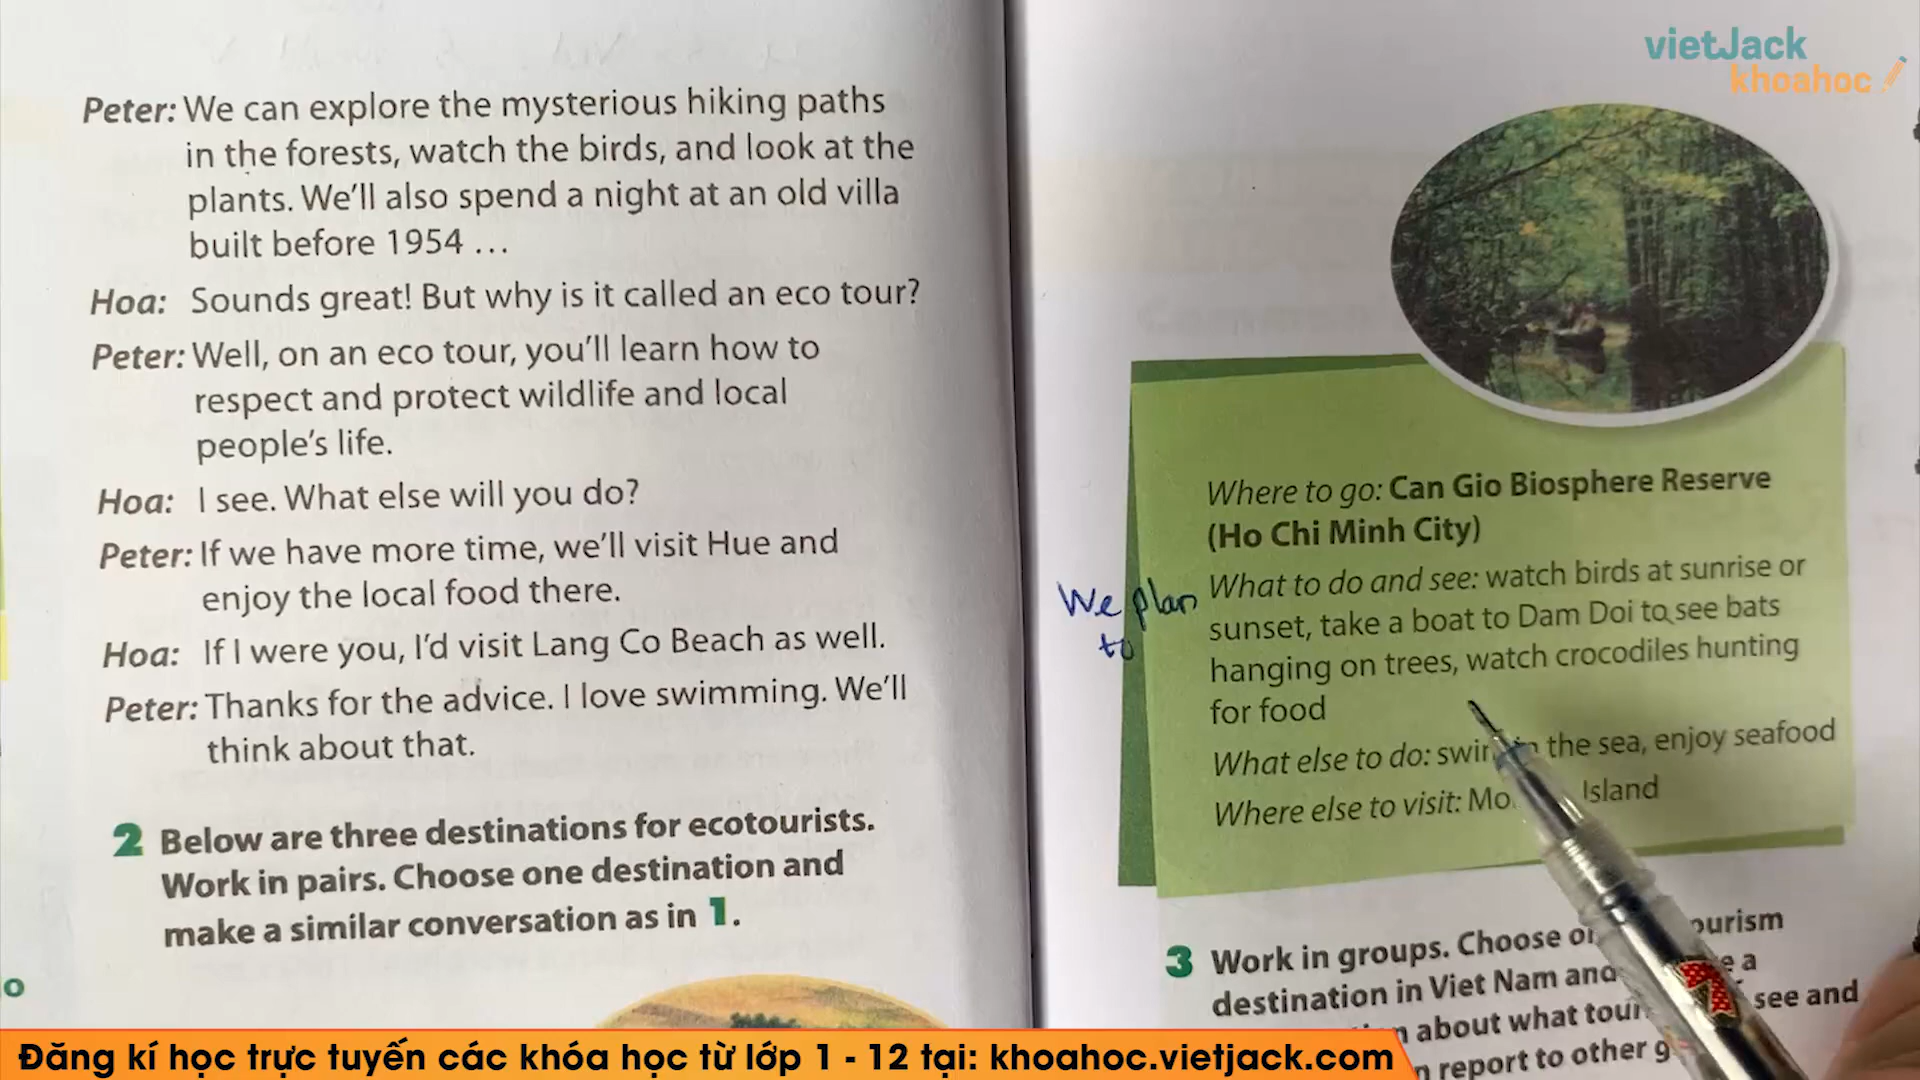 vietJack
khoahoc
Peter: We can explore the mysterious hiking paths
in the forests, watch the birds, and look at the
plants. We'll also spend a night at an old villa
built before 1954 ...
Hoa: Sounds great! But why is it called an eco tour?
Peter: Well, on an eco tour, you'll learn how to
respect and protect wildlife and local
people's life.
Hoa: I see. What else will you do?
Peter: If we have more time, we'll visit Hue and
enjoy the local food there.
Hoa: If I were you, I'd visit Lang Co Beach as well.
Peter: Thanks for the advice. I love swimming. We'll
think about that.
2 Below are three destinations for ecotourists.
Work in pairs. Choose one destination and
make a similar conversation as in 1.
Where to go: Can Gio Biosphere Reserve
(Ho Chi Minh City)
We plan
to
What to do and see: watch birds at sunrise or
sunset, take a boat to Dam Doi to see bats
hanging on trees, watch crocodiles hunting
for food
What else to do: the sea, enjoy seafood
Where else to visit: Island
3 Work in groups. Choose
destination in Viet Nam and a
about what see and
report to other
Đăng kí học trực tuyến các khóa học từ lớp 1 - 12 tại: khoahoc.vietjack.com